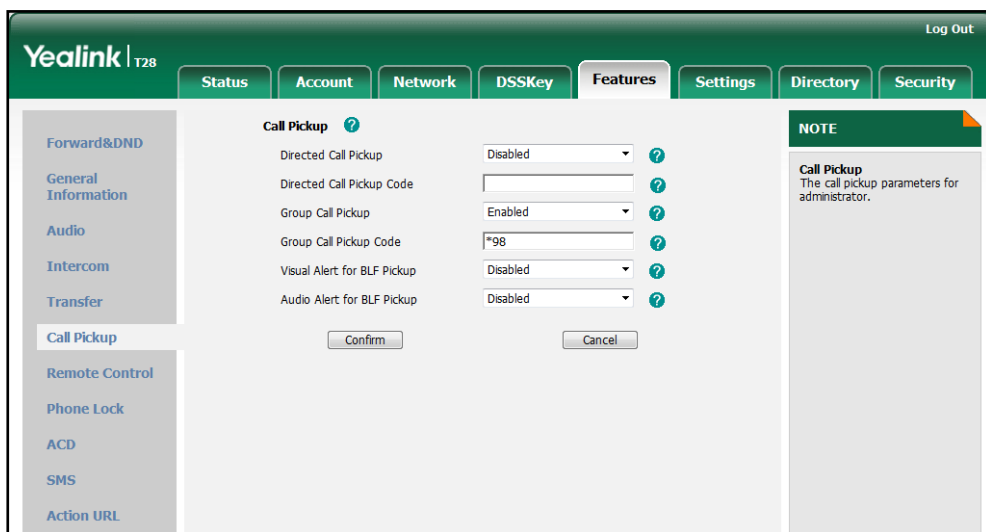 Log Out
Yealink T28
Status Account Network DSSKey Features Settings Directory Security
Forward&DND
General
Information
Audio
Intercom
Transfer
Call Pickup
Remote Control
Phone Lock
ACD
SMS
Action URL
Call Pickup ?
Directed Call Pickup Disabled ?
Directed Call Pickup Code ?
Group Call Pickup Enabled ?
Group Call Pickup Code *98 ?
Visual Alert for BLF Pickup Disabled ?
Audio Alert for BLF Pickup Disabled ?
Confirm Cancel
NOTE
Call Pickup
The call pickup parameters for
administrator.